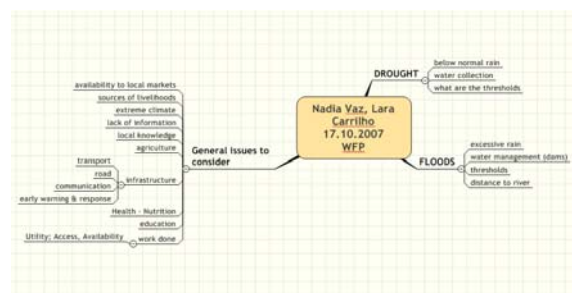 DROUGHT
below normal rain
water collection
what are the thresholds
Nadia Vaz, Lara
Carrilho
17.10.2007
WFP
FLOODS
excessive rain
water management (dams)
thresholds
distance to river
General Issues to
consider
availability to local markets
sources of livelihoods
extreme climate
lack of information
local knowledge
agriculture
infrastructure
transport
road
communication
early warning & response
Health - Nutrition
education
work done
Utility; Access, Availability